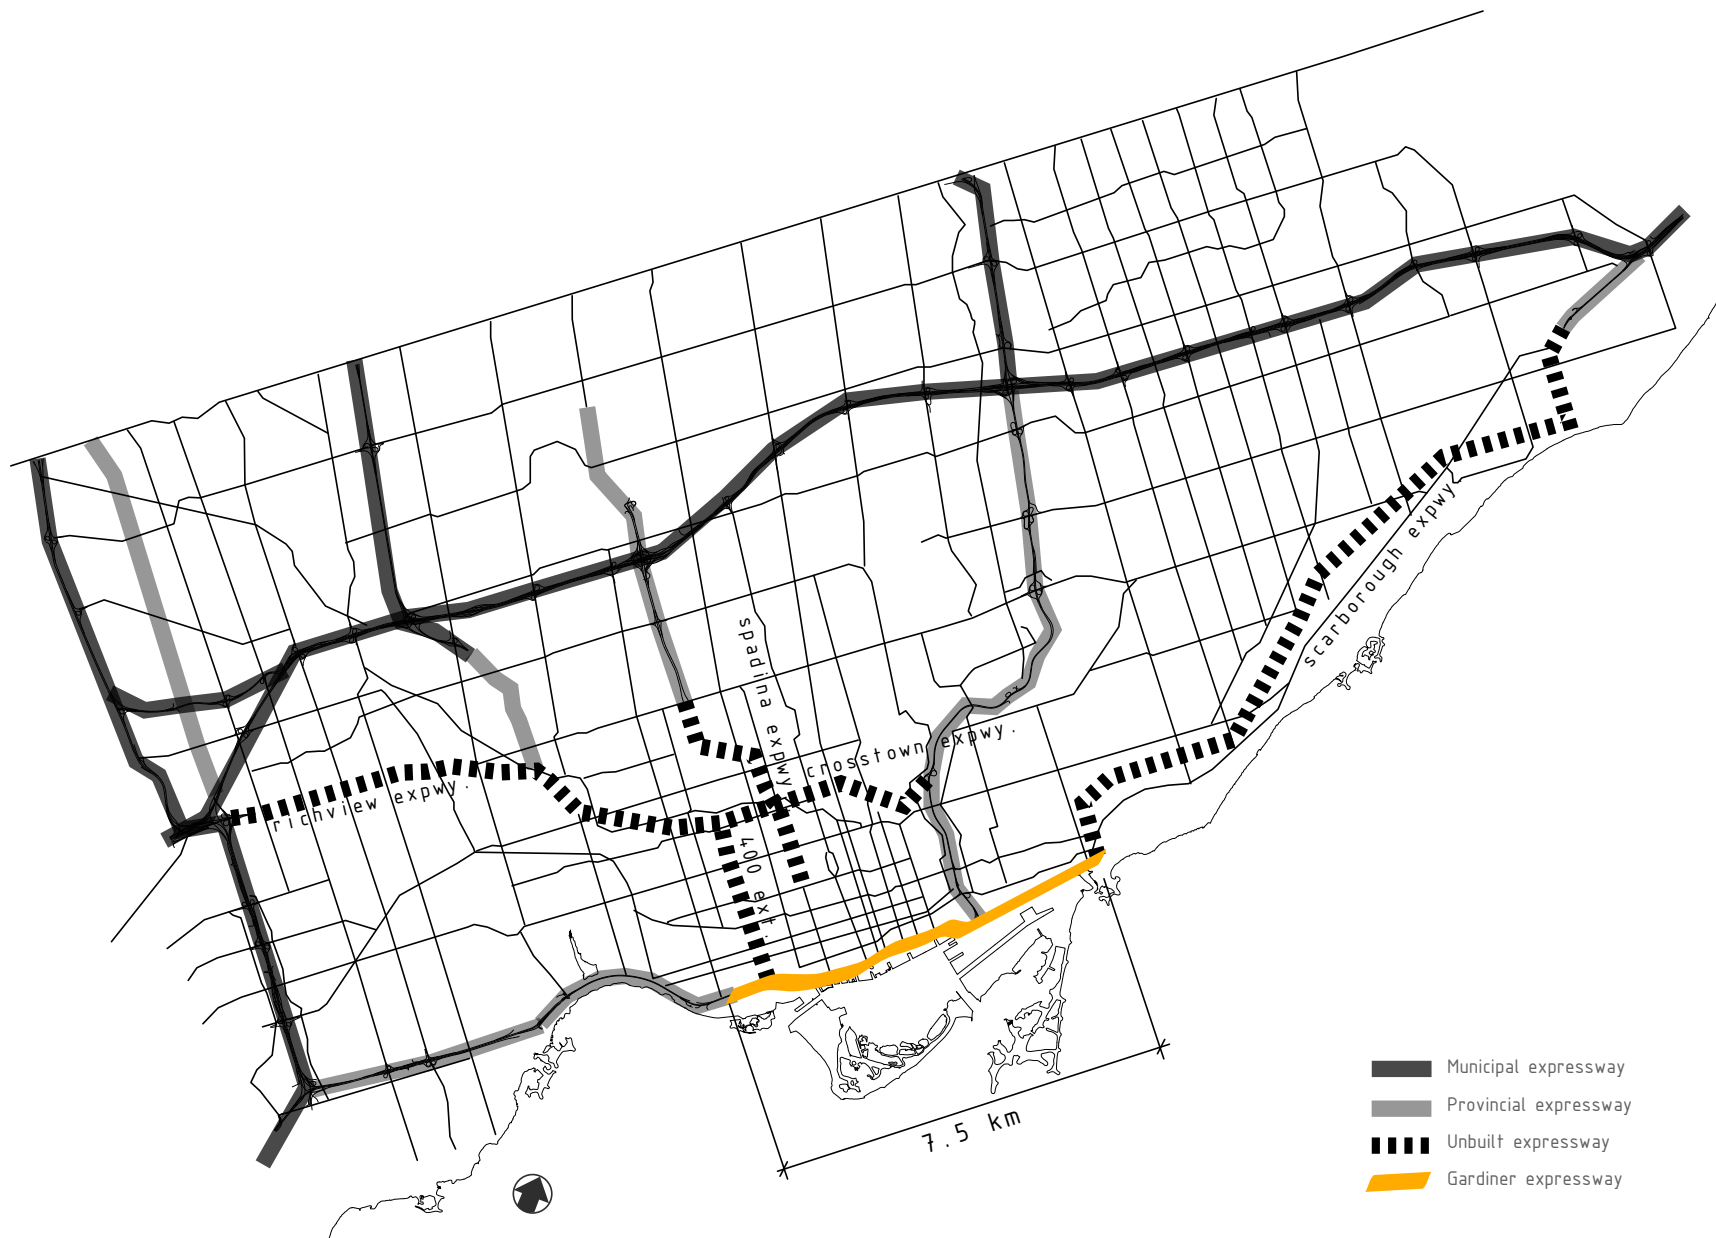 spadina expwy
crosstown expwy.
richview expwy.
400 ext.
scarborough expwy
7.5 km
Municipal expressway
Provincial expressway
Unbuilt expressway
Gardiner expressway